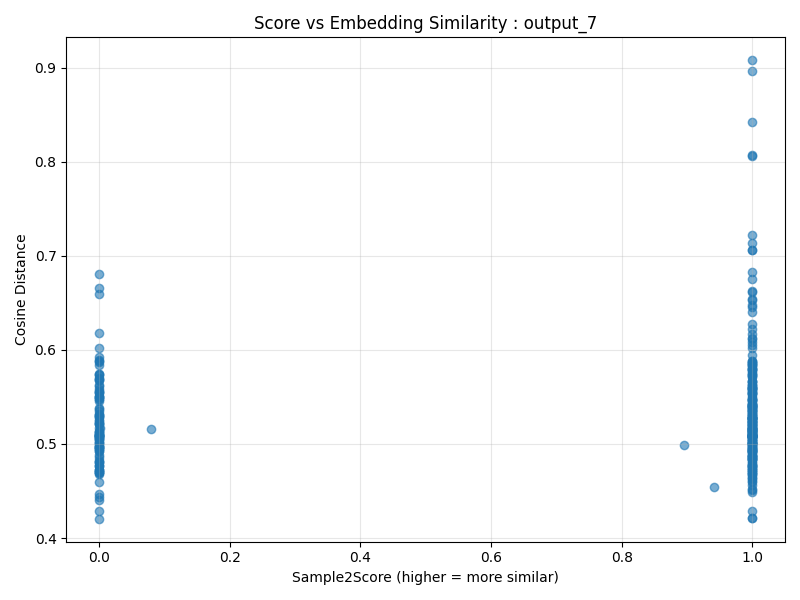 Score vs Embedding Similarity : output_7
0.9
0.8
0.7
0.6
0.5
0.4
Cosine Distance
0.0 0.2 0.4 0.6 0.8 1.0
Sample2Score (higher = more similar)